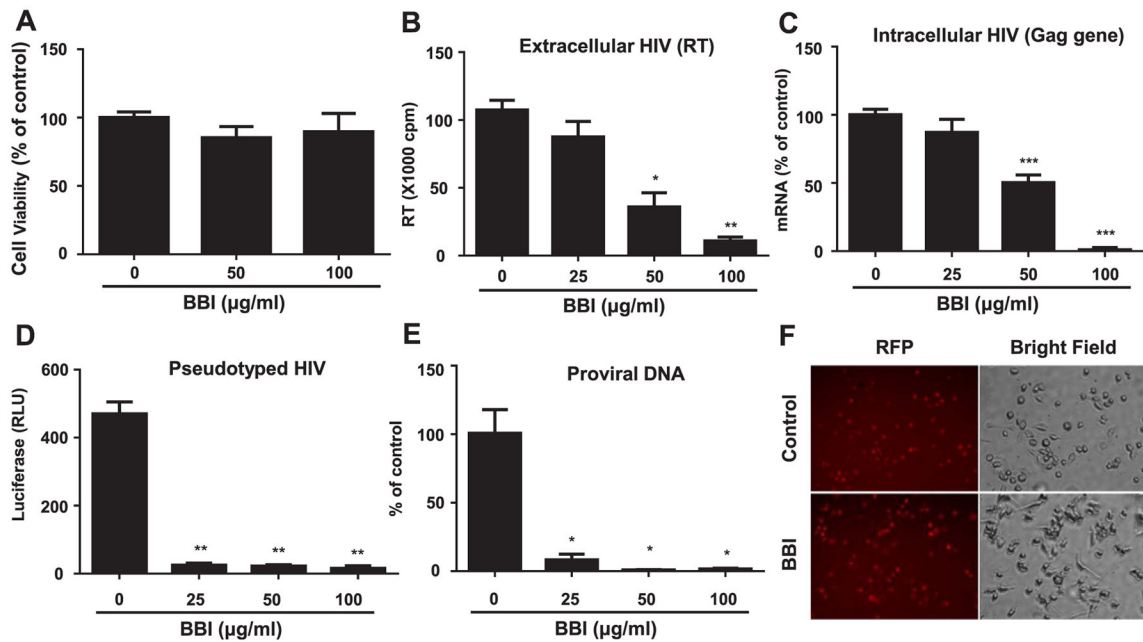 A
Cell Viability (% of control)
150
100
50
0
0 50 100
BBI (µg/ml)
B
Extracellular HIV (RT)
RT (X1000 cpm)
150
100
50
0
*
**
0 25 50 100
BBI (µg/ml)
C
Intracellular HIV (Gag gene)
mRNA (% of control)
150
100
50
0
***
***
0 25 50 100
BBI (µg/ml)
D
Pseudotyped HIV
Luciferase (RLU)
600
400
200
0
** ** **
0 25 50 100
BBI (µg/ml)
E
Proviral DNA
% of control
150
100
50
0
* * *
0 25 50 100
BBI (µg/ml)
F
RFP Bright Field
Control
BBI